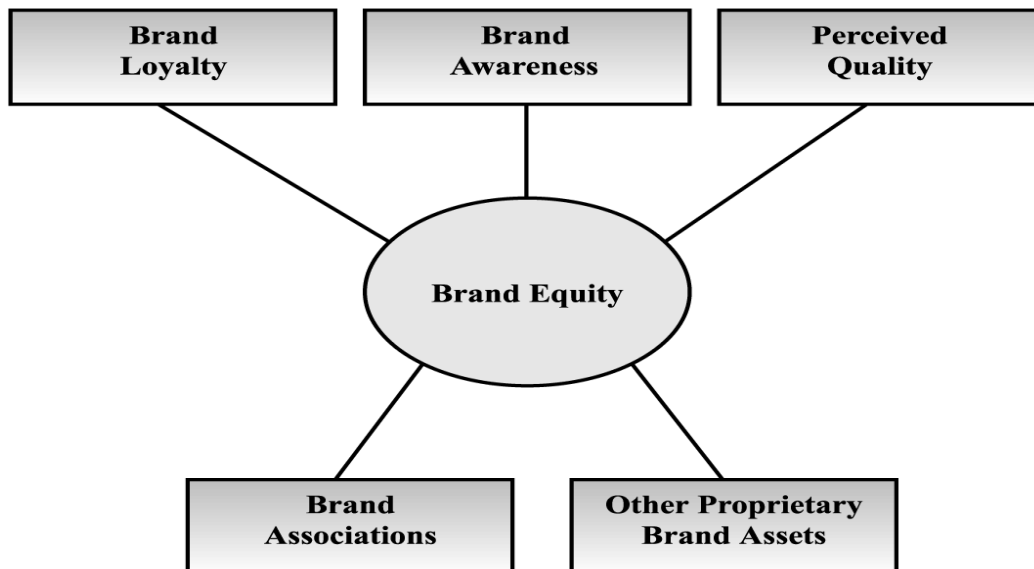 Brand
Loyalty
Brand
Awareness
Perceived
Quality
Brand Equity
Brand
Associations
Other Proprietary
Brand Assets